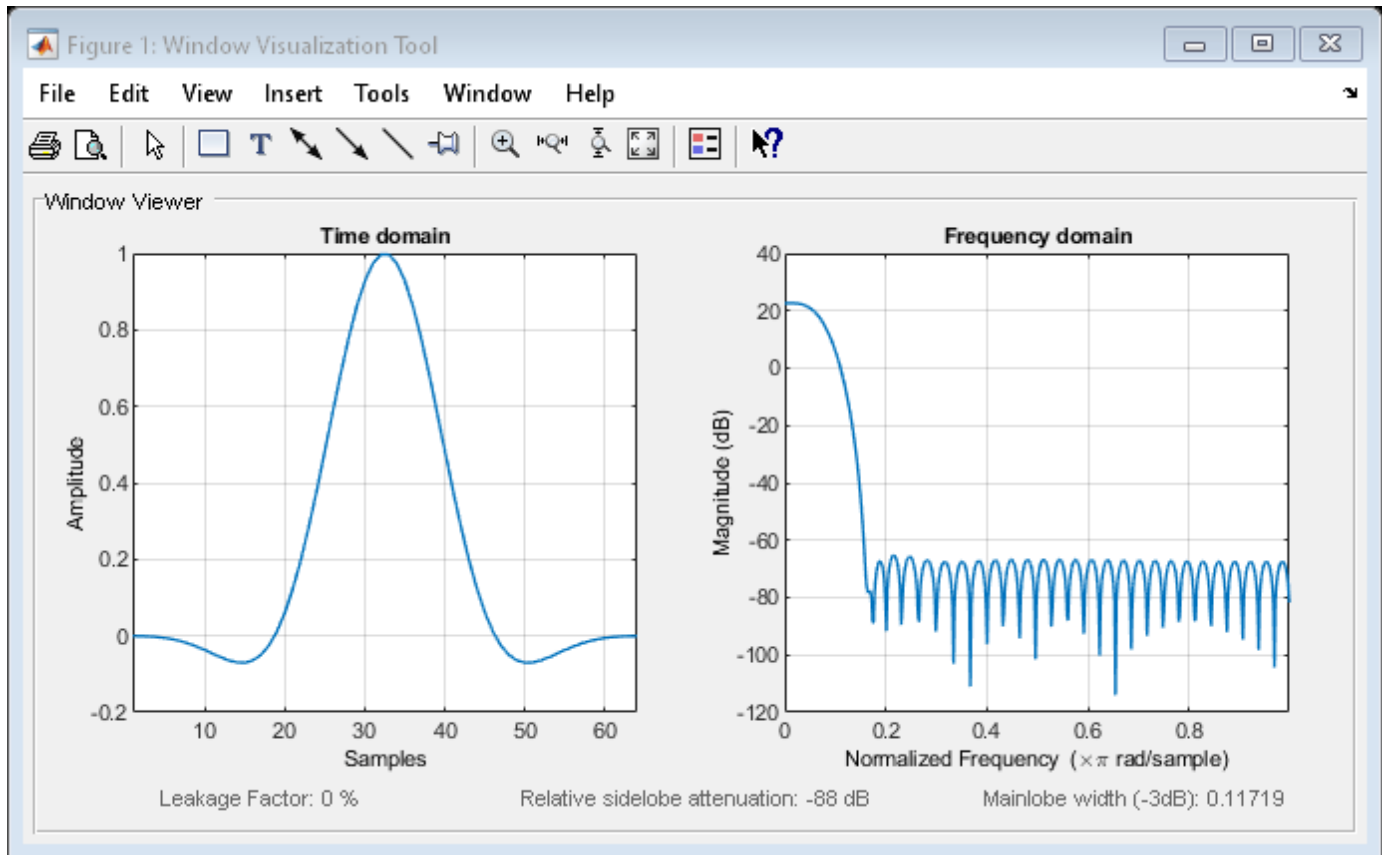 Figure 1: Window Visualization Tool
File Edit View Insert Tools Window Help
T
?
Window Viewer
Time domain
1
0.8
0.6
0.4
0.2
0
-0.2
10 20 30 40 50 60
Amplitude
Samples
Frequency domain
40
20
0
-20
-40
-60
-80
-100
-120
0 0.2 0.4 0.6 0.8
Magnitude (dB)
Normalized Frequency (×π rad/sample)
Leakage Factor: 0 %
Relative sidelobe attenuation: -88 dB
Mainlobe width (-3dB): 0.11719